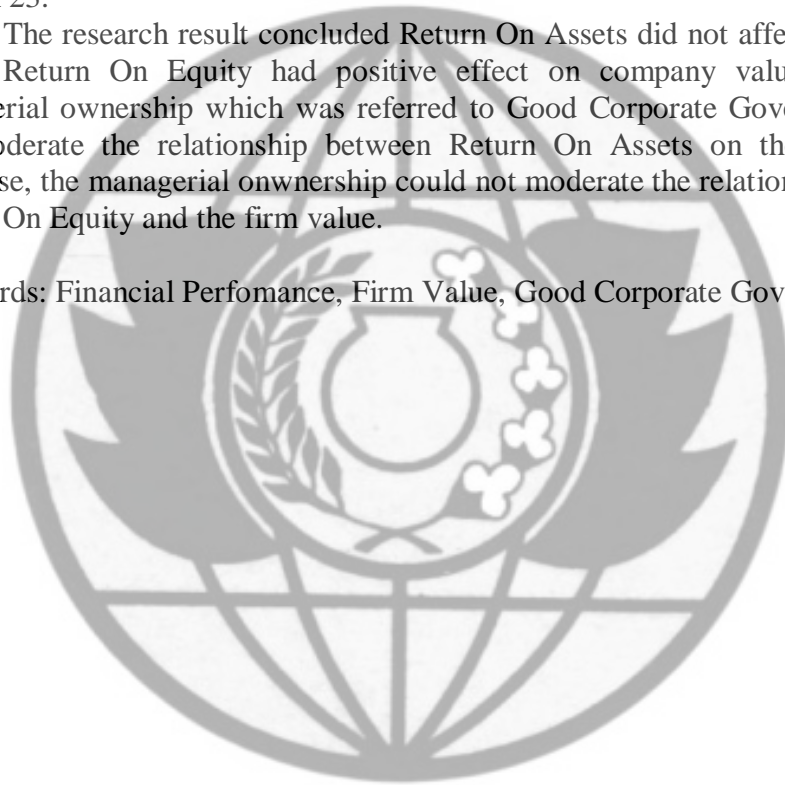 23.
The research result concluded Return On Assets did not affe
Return On Equity had positive effect on company valu
erial ownership which was referred to Good Corporate Gove
oderate the relationship between Return On Assets on the
se, the managerial onwnership could not moderate the relation
On Equity and the firm value.
rds: Financial Perfomance, Firm Value, Good Corporate Gov